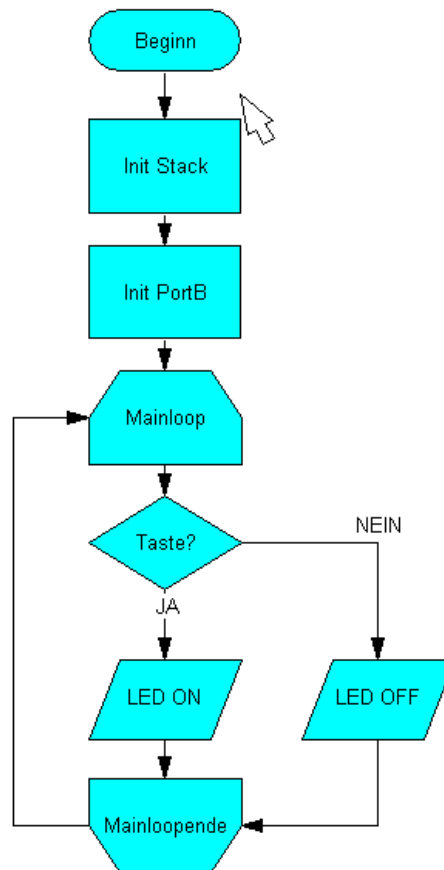 Beginn
Init Stack
Init PortB
Mainloop
Taste?
NEIN
JA
LED ON
LED OFF
Mainloopende